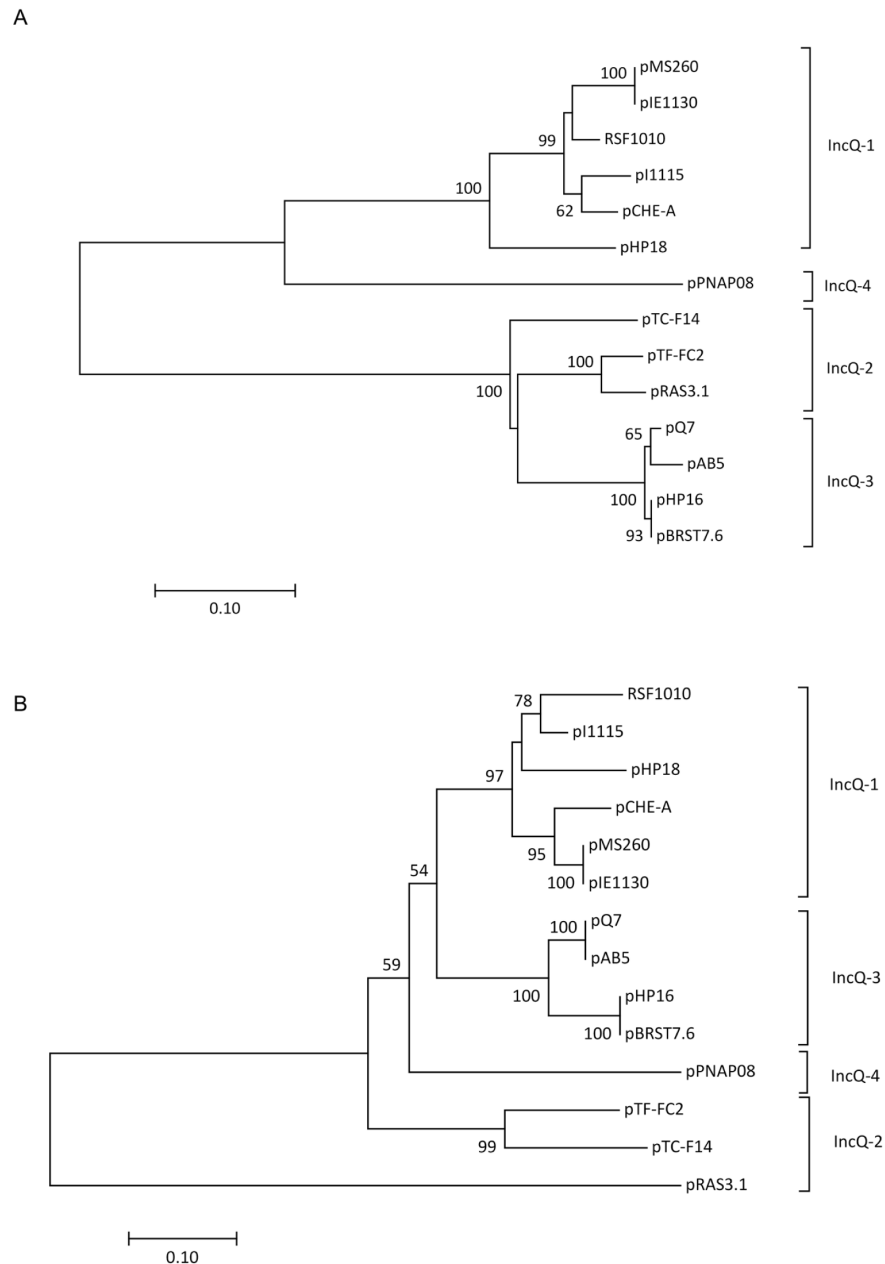 A
100
pMS260
pIE1130
99
RSF1010
IncQ-1
pI1115
100
62
pCHE-A
pHP18
pPNAP08
IncQ-4
pTC-F14
pTF-FC2
100
IncQ-2
100
pRAS3.1
65
pQ7
pAB5
IncQ-3
100
pHP16
93
pBRST7.6
0.10
B
78
RSF1010
pI1115
97
pHP18
IncQ-1
pCHE-A
95
pMS260
54
100
pIE1130
100
pQ7
59
pAB5
IncQ-3
100
pHP16
100
pBRST7.6
pPNAP08
IncQ-4
pTF-FC2
99
pTC-F14
IncQ-2
pRAS3.1
0.10